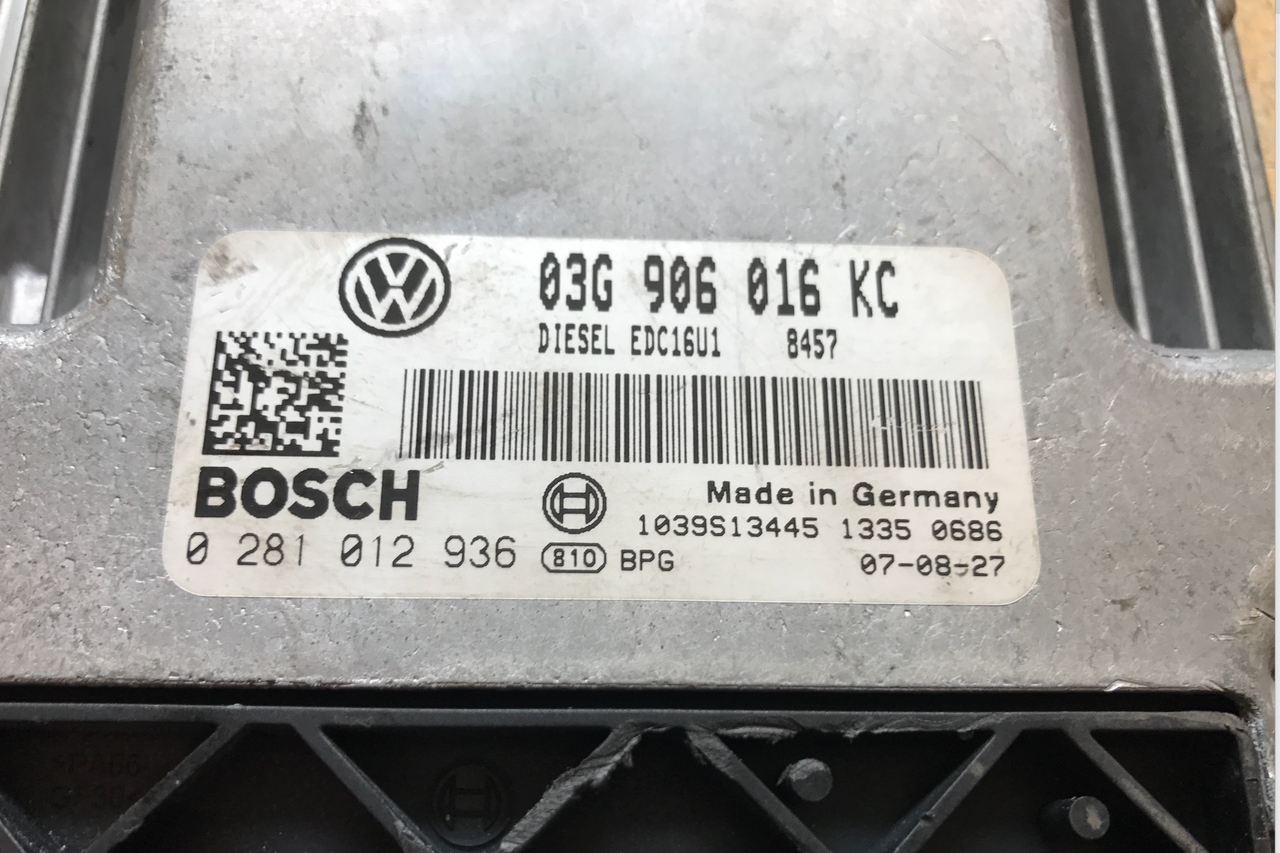 03G 906 016 KC
DIESEL EDC16U1 8457
BOSCH
Made in Germany
1039S13445 1335 0686
0 281 012 936 810 BPG 07-08-27